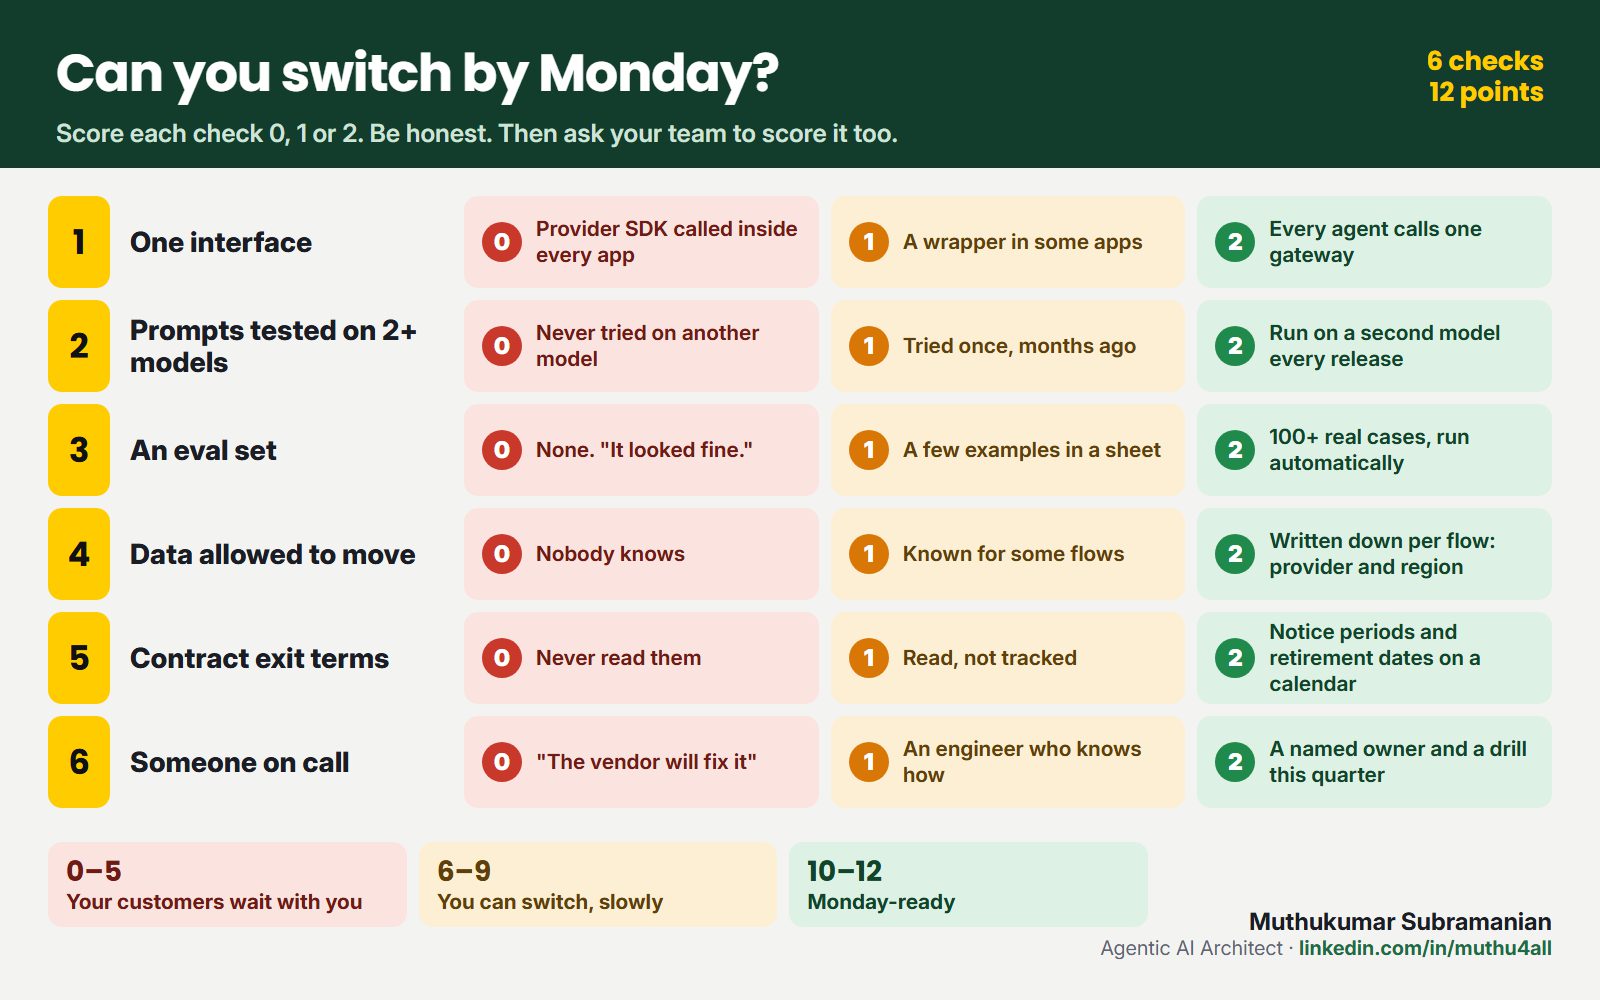 Can you switch by Monday?
Score each check 0, 1 or 2. Be honest. Then ask your team to score it too.
6 checks
12 points
1
One interface
0
Provider SDK called inside
every app
1
A wrapper in some apps
2
Every agent calls one
gateway
2
Prompts tested on 2+
models
0
Never tried on another
model
1
Tried once, months ago
2
Run on a second model
every release
3
An eval set
0
None. "It looked fine."
1
A few examples in a sheet
2
100+ real cases, run
automatically
4
Data allowed to move
0
Nobody knows
1
Known for some flows
2
Written down per flow:
provider and region
5
Contract exit terms
0
Never read them
1
Read, not tracked
2
Notice periods and
retirement dates on a
calendar
6
Someone on call
0
"The vendor will fix it"
1
An engineer who knows
how
2
A named owner and a drill
this quarter
0–5
Your customers wait with you
6–9
You can switch, slowly
10–12
Monday-ready
Muthukumar Subramanian
Agentic AI Architect · linkedin.com/in/muthu4all